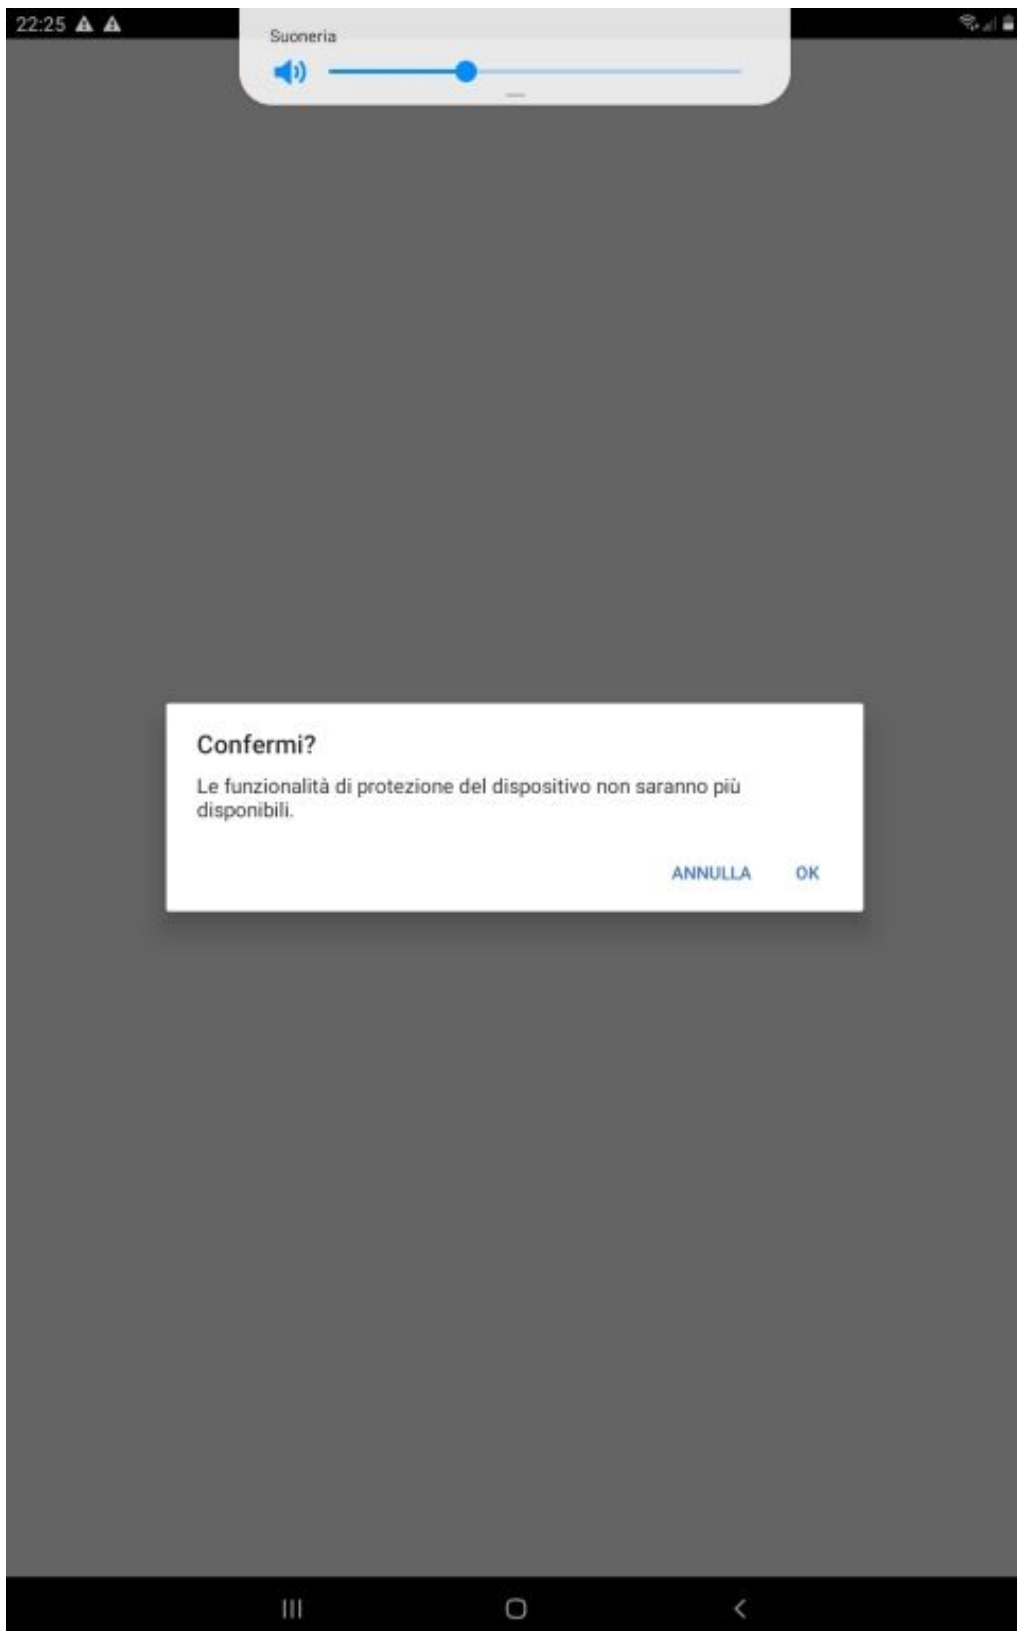 22:25
Suoneria
Confermi?
Le funzionalità di protezione del dispositivo non saranno più
disponibili.
ANNULLA OK